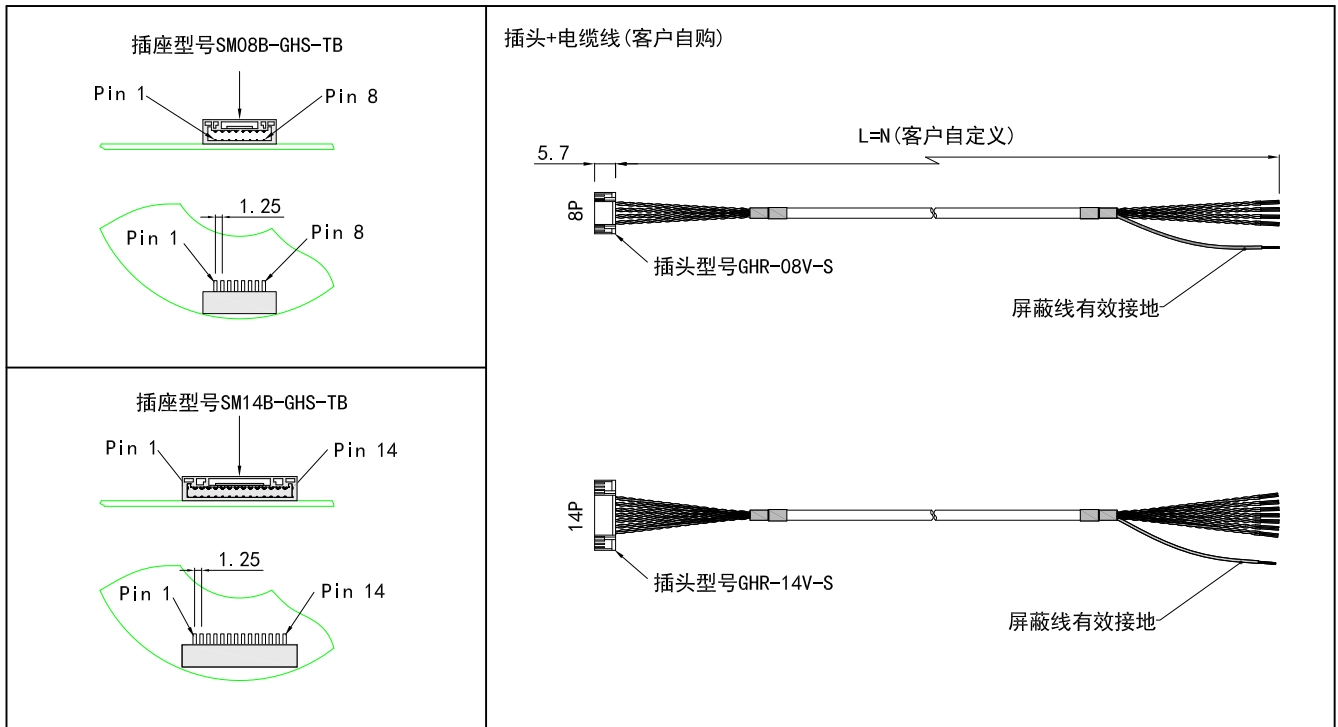 插座型号SM08B-GHS-TB
Pin 1
Pin 8
1.25
Pin 1
Pin 8
插座型号SM14B-GHS-TB
Pin 1
Pin 14
1.25
Pin 1
Pin 14
插头+电缆线(客户自购)
L=N(客户自定义)
5.7
8P
插头型号GHR-08V-S
屏蔽线有效接地
14P
插头型号GHR-14V-S
屏蔽线有效接地